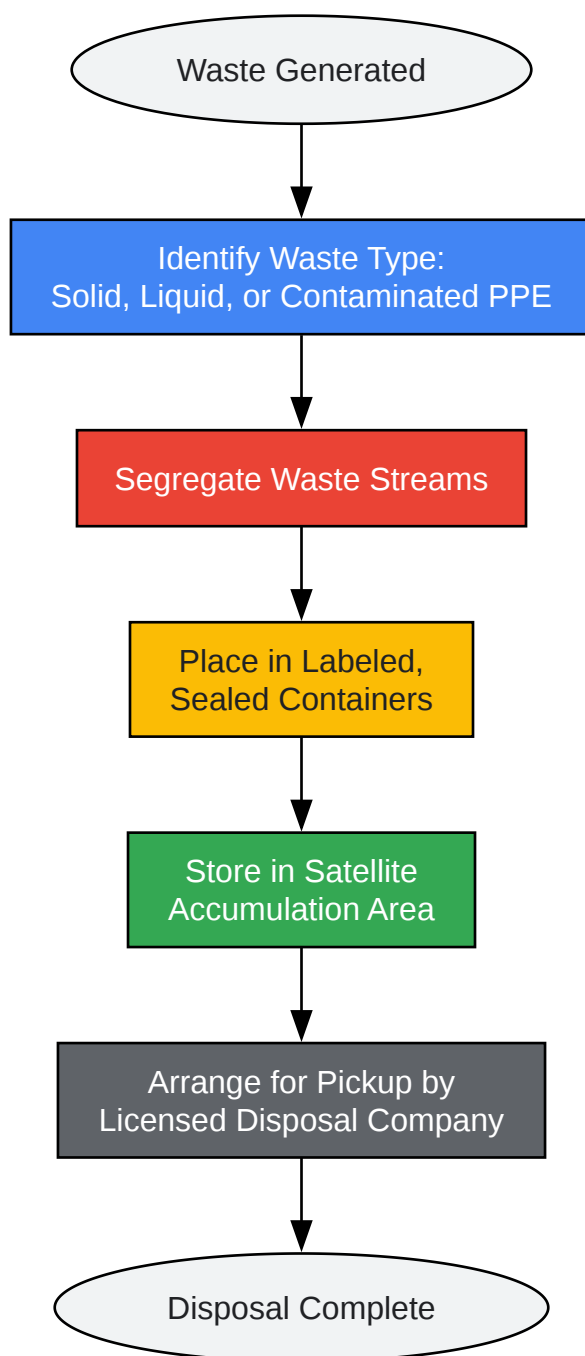 Waste Generated
Identify Waste Type:
Solid, Liquid, or Contaminated PPE
Segregate Waste Streams
Place in Labeled,
Sealed Containers
Store in Satellite
Accumulation Area
Arrange for Pickup by
Licensed Disposal Company
Disposal Complete